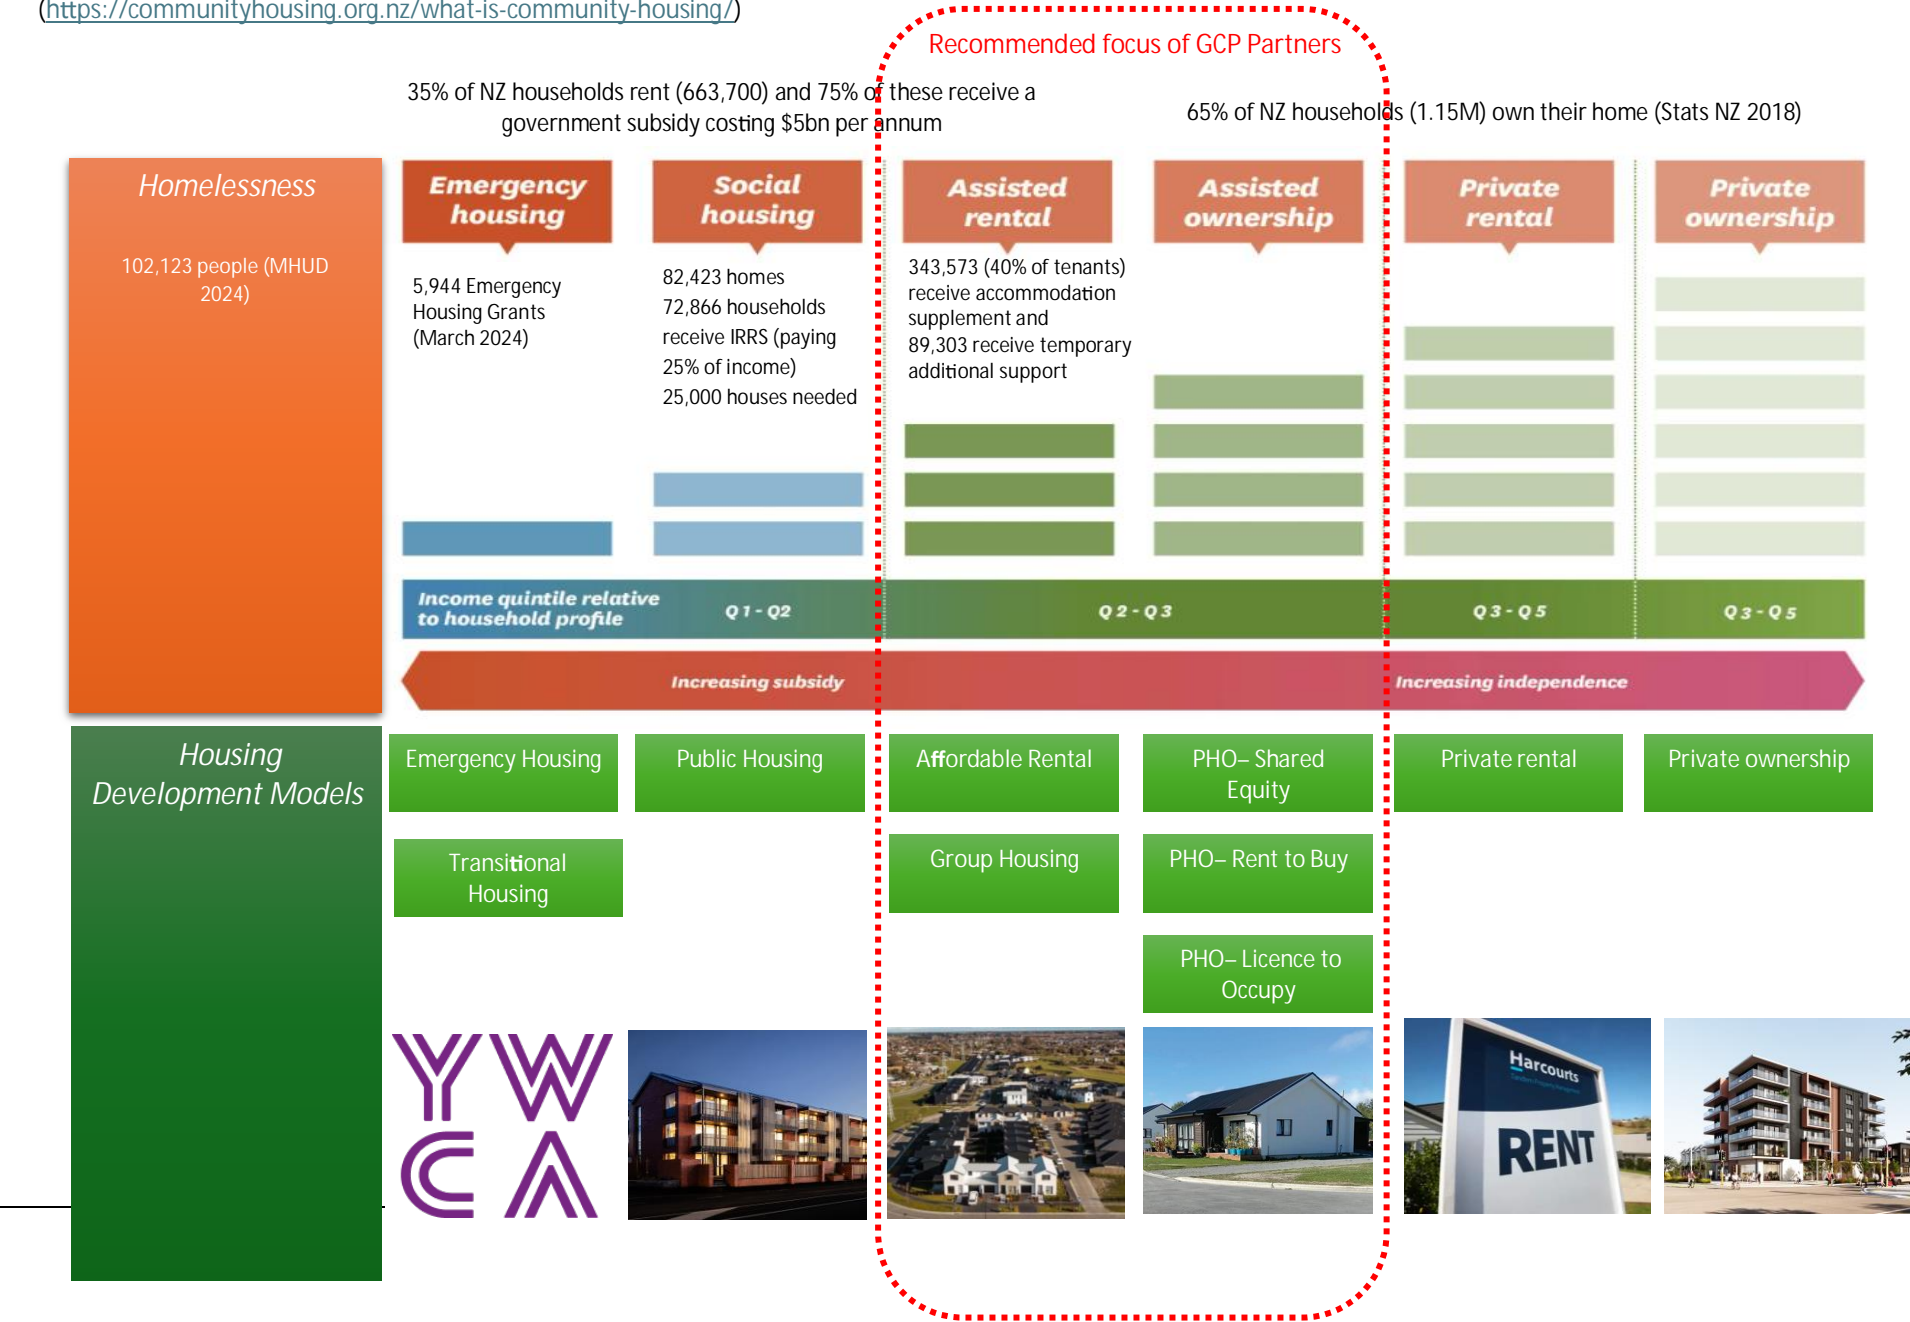 (https://communityhousing.org.nz/what-is-community-housing/)
Recommended focus of GCP Partners
35% of NZ households rent (663,700) and 75% of these receive a
government subsidy costing $5bn per annum
65% of NZ households (1.15M) own their home (Stats NZ 2018)
Homelessness
102,123 people (MHUD
2024)
Emergency
housing
5,944 Emergency
Housing Grants
(March 2024)
Social
housing
82,423 homes
72,866 households
receive IRRS (paying
25% of income)
25,000 houses needed
Assisted
rental
343,573 (40% of tenants)
receive accommodation
supplement and
89,303 receive temporary
additional support
Assisted
ownership
Private
rental
Private
ownership
Income quintile relative
to household profile
Q1 - Q2
Q2 - Q3
Q3 - Q5
Q3 - Q5
Increasing subsidy
Increasing independence
Housing
Development Models
Emergency Housing
Public Housing
Affordable Rental
PHO– Shared
Equity
Private rental
Private ownership
Transitional
Housing
Group Housing
PHO– Rent to Buy
PHO– Licence to
Occupy
YW
CA
Harcourts
RENT